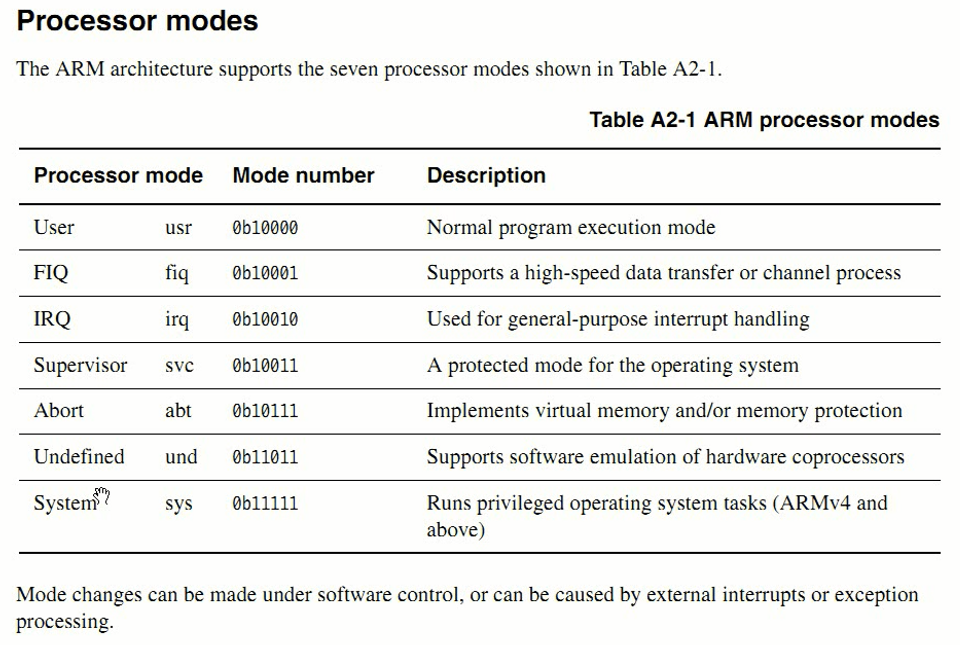 Processor modes
The ARM architecture supports the seven processor modes shown in Table A2-1.
Table A2-1 ARM processor modes
Processor mode Mode number Description
User usr 0b10000 Normal program execution mode
FIQ fiq 0b10001 Supports a high-speed data transfer or channel process
IRQ irq 0b10010 Used for general-purpose interrupt handling
Supervisor svc 0b10011 A protected mode for the operating system
Abort abt 0b10111 Implements virtual memory and/or memory protection
Undefined und 0b11011 Supports software emulation of hardware coprocessors
System sys 0b11111 Runs privileged operating system tasks (ARMv4 and
above)
Mode changes can be made under software control, or can be caused by external interrupts or exception
processing.